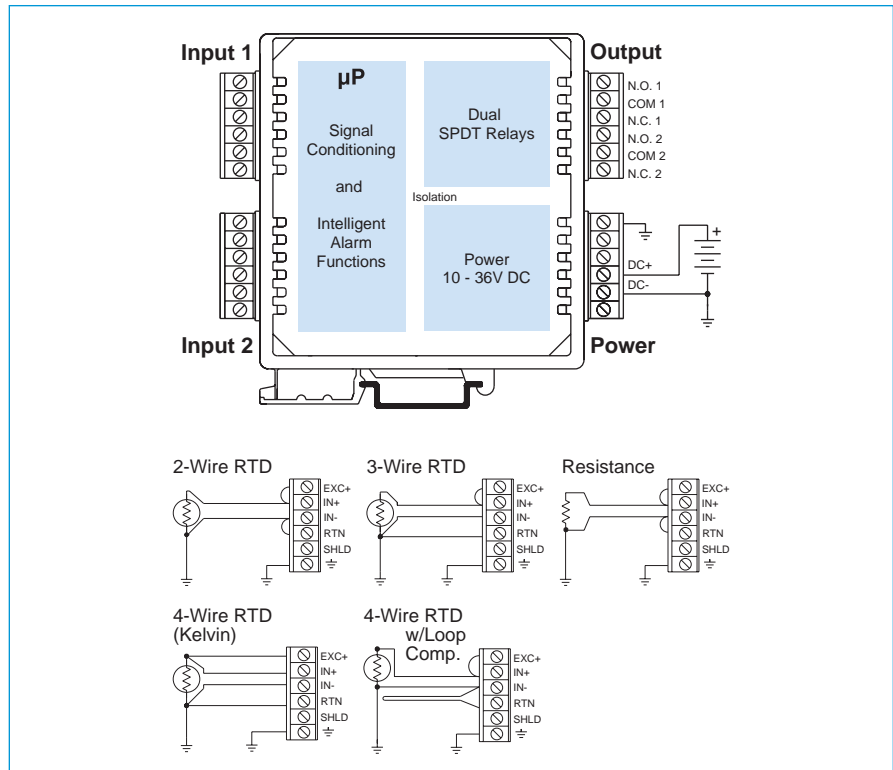 Input 1
Output
µP
Signal
Conditioning
and
Intelligent
Alarm
Functions
Dual
SPDT Relays
Isolation
Power
10 - 36V DC
N.O. 1
COM 1
N.C. 1
N.O. 2
COM 2
N.C. 2
+
DC+
DC-
Input 2
Power
2-Wire RTD
EXC+
IN+
IN-
RTN
SHLD
3-Wire RTD
EXC+
IN+
IN-
RTN
SHLD
Resistance
EXC+
IN+
IN-
RTN
SHLD
4-Wire RTD
(Kelvin)
EXC+
IN+
IN-
RTN
SHLD
4-Wire RTD
w/Loop
Comp.
EXC+
IN+
IN-
RTN
SHLD